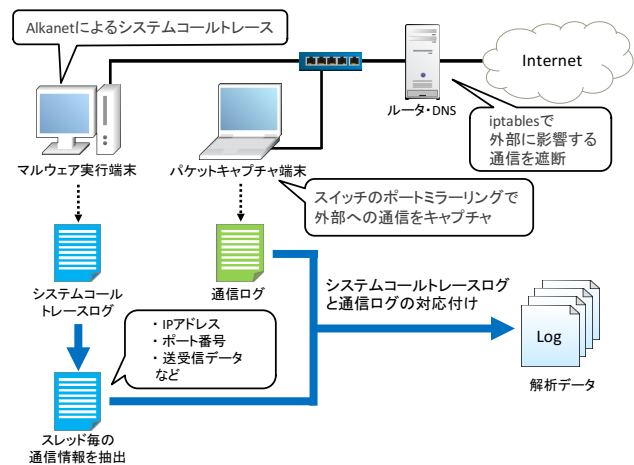 Alkanetによるシステムコールトレース
Internet
ルータ・DNS
iptablesで
外部に影響する
通信を遮断
マルウェア実行端末
パケットキャプチャ端末
スイッチのポートミラーリングで
外部への通信をキャプチャ
システムコール
トレースログ
通信ログ
システムコールトレースログ
と通信ログの対応付け
・IPアドレス
・ポート番号
・送受信データ
など
Log
解析データ
スレッド毎の
通信情報を抽出